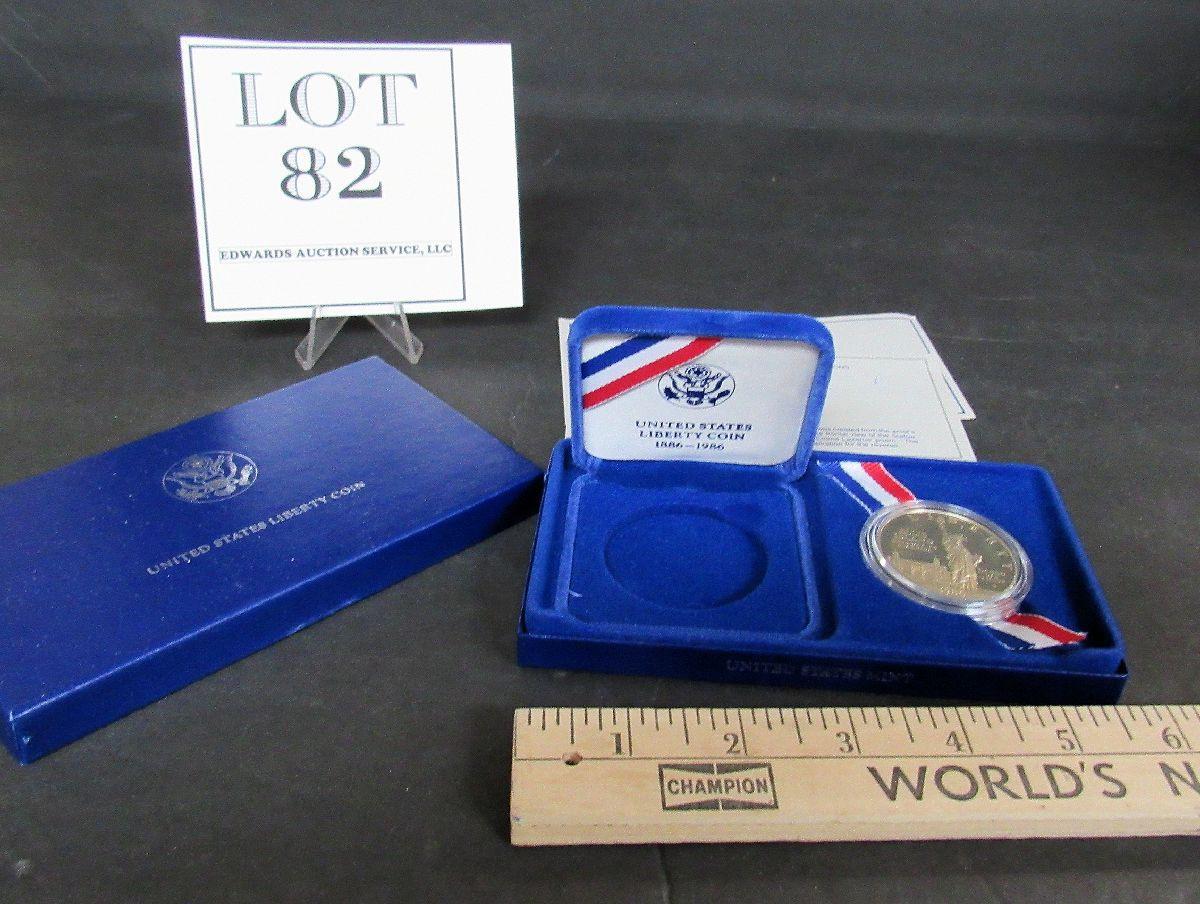 LOT
82
EDWARDS AUCTION SERVICE, LLC
UNITED STATES
LIBERTY COIN
1886–1986
UNITED STATES LIBERTY COIN
UNITED STATES MINT
1 2 3 4 5 6
CHAMPION
WORLD'S N